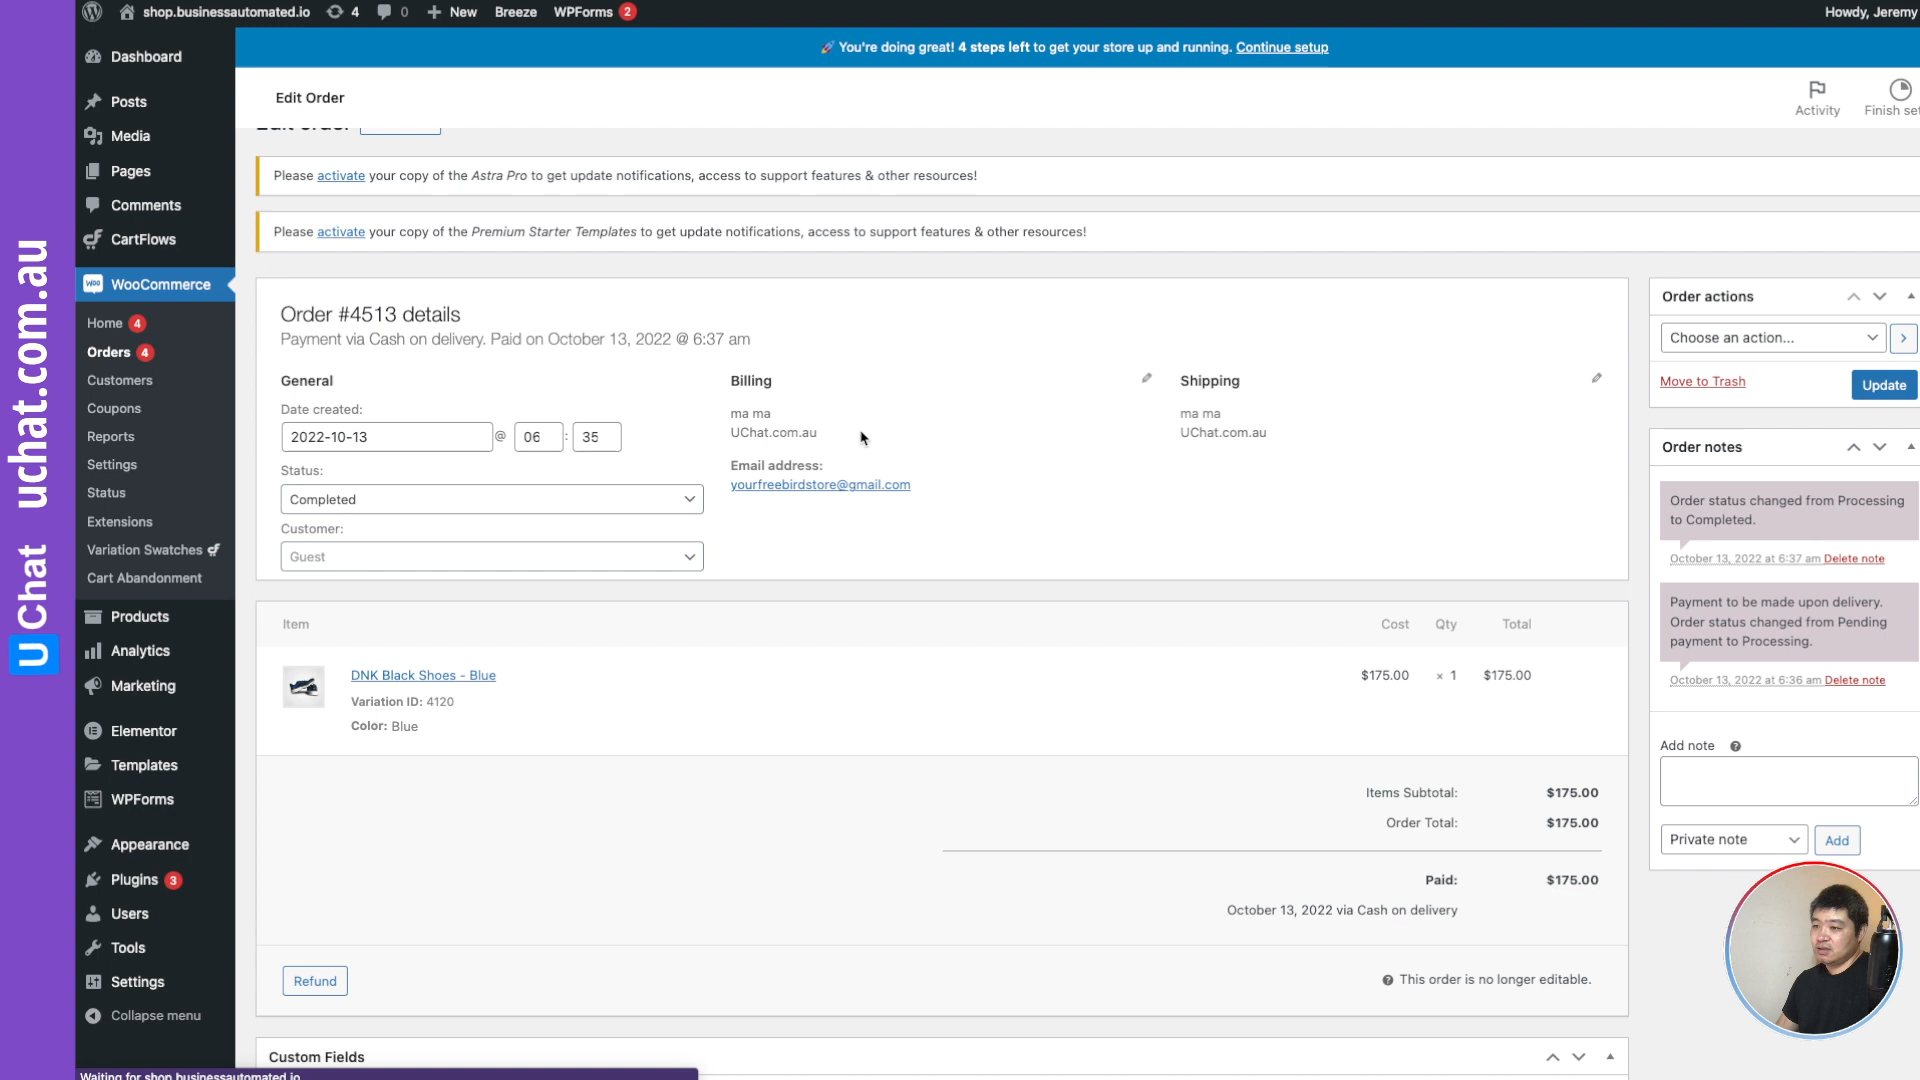 shop.businessautomated.io 4 0 New Breeze WPForms 2 Howdy, Jeremy
You're doing great! 4 steps left to get your store up and running. Continue setup
Edit Order
Activity
Finish set
Edit order
Please activate your copy of the Astra Pro to get update notifications, access to support features & other resources!
Please activate your copy of the Premium Starter Templates to get update notifications, access to support features & other resources!
Dashboard
Posts
Media
Pages
Comments
CartFlows
WOO WooCommerce
Home 4
Orders 4
Customers
Coupons
Reports
Settings
Status
Extensions
Variation Swatches
Cart Abandonment
Products
Analytics
Marketing
Elementor
Templates
WPForms
Appearance
Plugins 3
Users
Tools
Settings
Collapse menu
Order #4513 details
Payment via Cash on delivery. Paid on October 13, 2022 @ 6:37 am
General
Date created:
2022-10-13 @ 06 : 35
Status:
Completed
Customer:
Guest
Billing
ma ma
UChat.com.au
Email address:
yourfreebirdstore@gmail.com
Shipping
ma ma
UChat.com.au
Item Cost Qty Total
DNK Black Shoes - Blue $175.00 × 1 $175.00
Variation ID: 4120
Color: Blue
Items Subtotal: $175.00
Order Total: $175.00
Paid: $175.00
October 13, 2022 via Cash on delivery
Refund
This order is no longer editable.
Custom Fields
Order actions
Choose an action...
>
Move to Trash
Update
Order notes
Order status changed from Processing
to Completed.
October 13, 2022 at 6:37 am Delete note
Payment to be made upon delivery.
Order status changed from Pending
payment to Processing.
October 13, 2022 at 6:36 am Delete note
Add note
Private note
Add
Waiting for shop.businessautomated.io
U UChat uchat.com.au